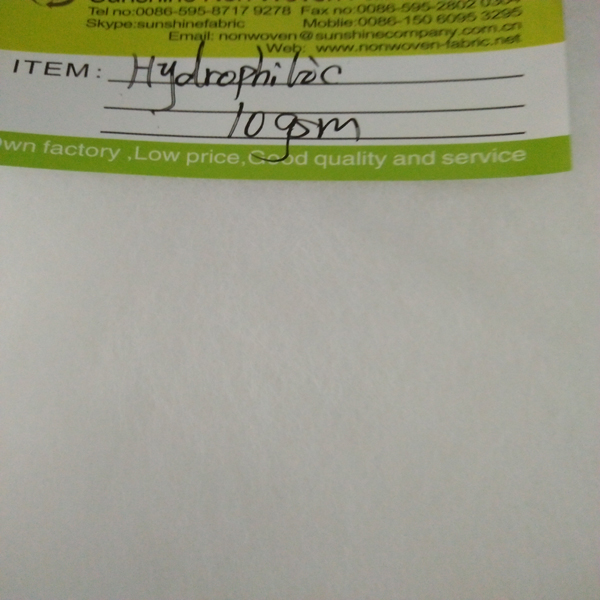 Tel no:0086-595-8717 9278 Fax no:0086-595-2802 0304
Skype:sunshinefabric Moblie:0086-150 6095 3295
Email: nonwoven@sunshinecompany.com.cn
Web: www.nonwoven-fabric.net
ITEM: Hydrophilic
10gsm
wn factory ,Low price,Good quality and service